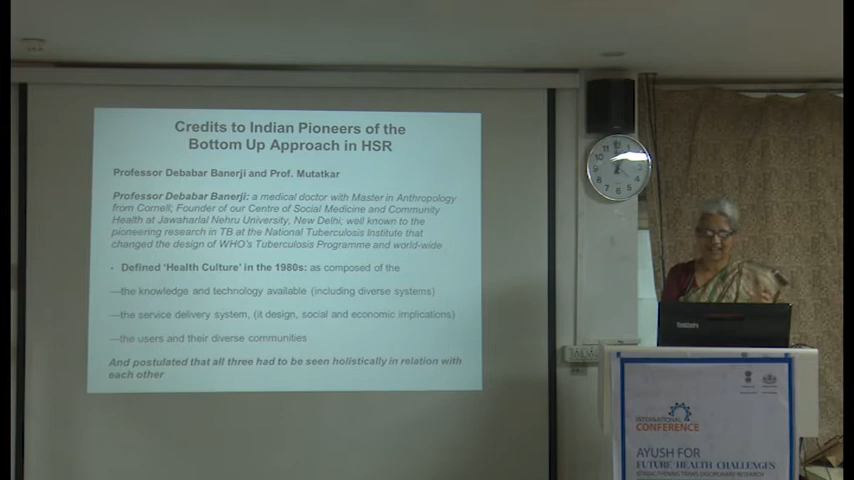 Credits to Indian Pioneers of the
Bottom Up Approach in HSR
Professor Debabar Banerji and Prof. Mutatkar
Professor Debabar Banerji: a medical doctor with Master in Anthropology
from Cornell; Founder of our Centre of Social Medicine and Community
Health at Jawaharlal Nehru University, New Delhi; well known to the
pioneering research in TB at the National Tuberculosis Institute that
changed the design of WHO's Tuberculosis Programme and world-wide
- Defined 'Health Culture' in the 1980s: as composed of the
—the knowledge and technology available (including diverse systems)
—the service delivery system, (it design, social and economic implications)
—the users and their diverse communities
And postulated that all three had to be seen holistically in relation with
each other
INTERNATIONAL
CONFERENCE
AYUSH FOR
FUTURE HEALTH CHALLENGES
STRENGTHENING TRANS-DISCIPLINARY RESEARCH